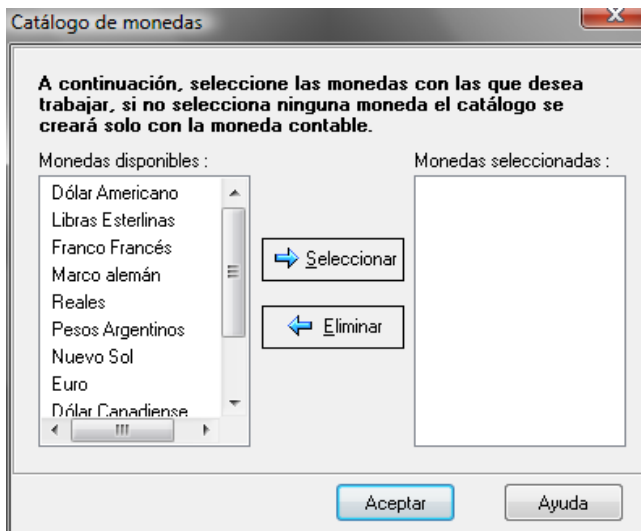 Catálogo de monedas
A continuación, seleccione las monedas con las que desea
trabajar, si no selecciona ninguna moneda el catálogo se
creará solo con la moneda contable.
Monedas disponibles :
Dólar Americano
Libras Esterlinas
Franco Francés
Marco alemán
Reales
Pesos Argentinos
Nuevo Sol
Euro
Dólar Canadiense
Seleccionar
Eliminar
Monedas seleccionadas :
Aceptar
Ayuda